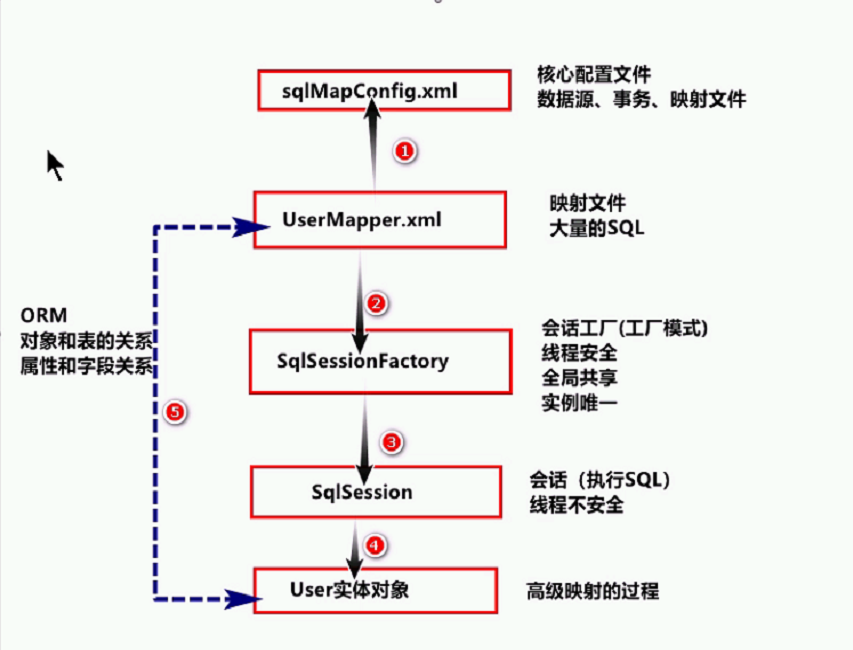 sqlMapConfig.xml
核心配置文件
数据源、事务、映射文件
1
UserMapper.xml
映射文件
大量的SQL
2
ORM
对象和表的关系
属性和字段关系
SqlSessionFactory
会话工厂(工厂模式)
线程安全
全局共享
实例唯一
5
3
SqlSession
会话（执行SQL）
线程不安全
4
User实体对象
高级映射的过程